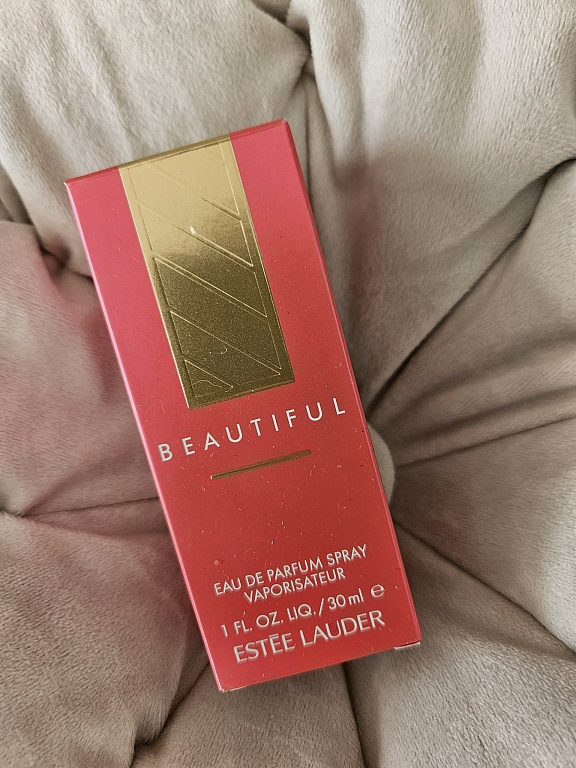 BEAUTIFUL
EAU DE PARFUM SPRAY
VAPORISATEUR
1 FL. OZ. LIQ./30 ml ℮
ESTĒE LAUDER